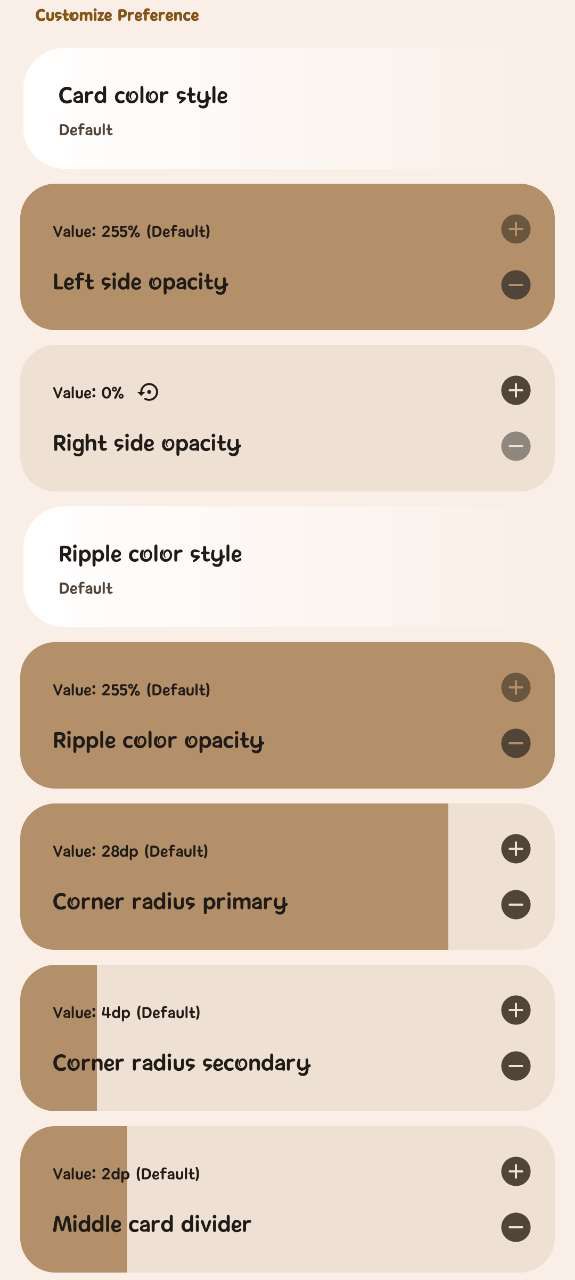 Customize Preference
Card color style
Default
Value: 255% (Default)
Left side opacity
Value: 0%
Right side opacity
Ripple color style
Default
Value: 255% (Default)
Ripple color opacity
Value: 28dp (Default)
Corner radius primary
Value: 4dp (Default)
Corner radius secondary
Value: 2dp (Default)
Middle card divider